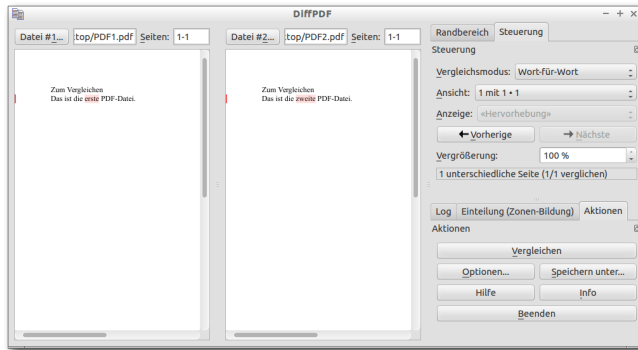 DiffPDF
Datei #1... :top/PDF1.pdf Seiten: 1-1
Datei #2... :top/PDF2.pdf Seiten: 1-1
Zum Vergleichen
Das ist die erste PDF-Datei.
Zum Vergleichen
Das ist die zweite PDF-Datei.
Randbereich Steuerung
Steuerung
Vergleichsmodus: Wort-für-Wort
Ansicht: 1 mit 1 • 1
Anzeige: «Hervorhebung»
Vorherige Nächste
Vergrößerung: 100 %
1 unterschiedliche Seite (1/1 verglichen)
Log Einteilung (Zonen-Bildung) Aktionen
Aktionen
Vergleichen
Optionen... Speichern unter...
Hilfe Info
Beenden